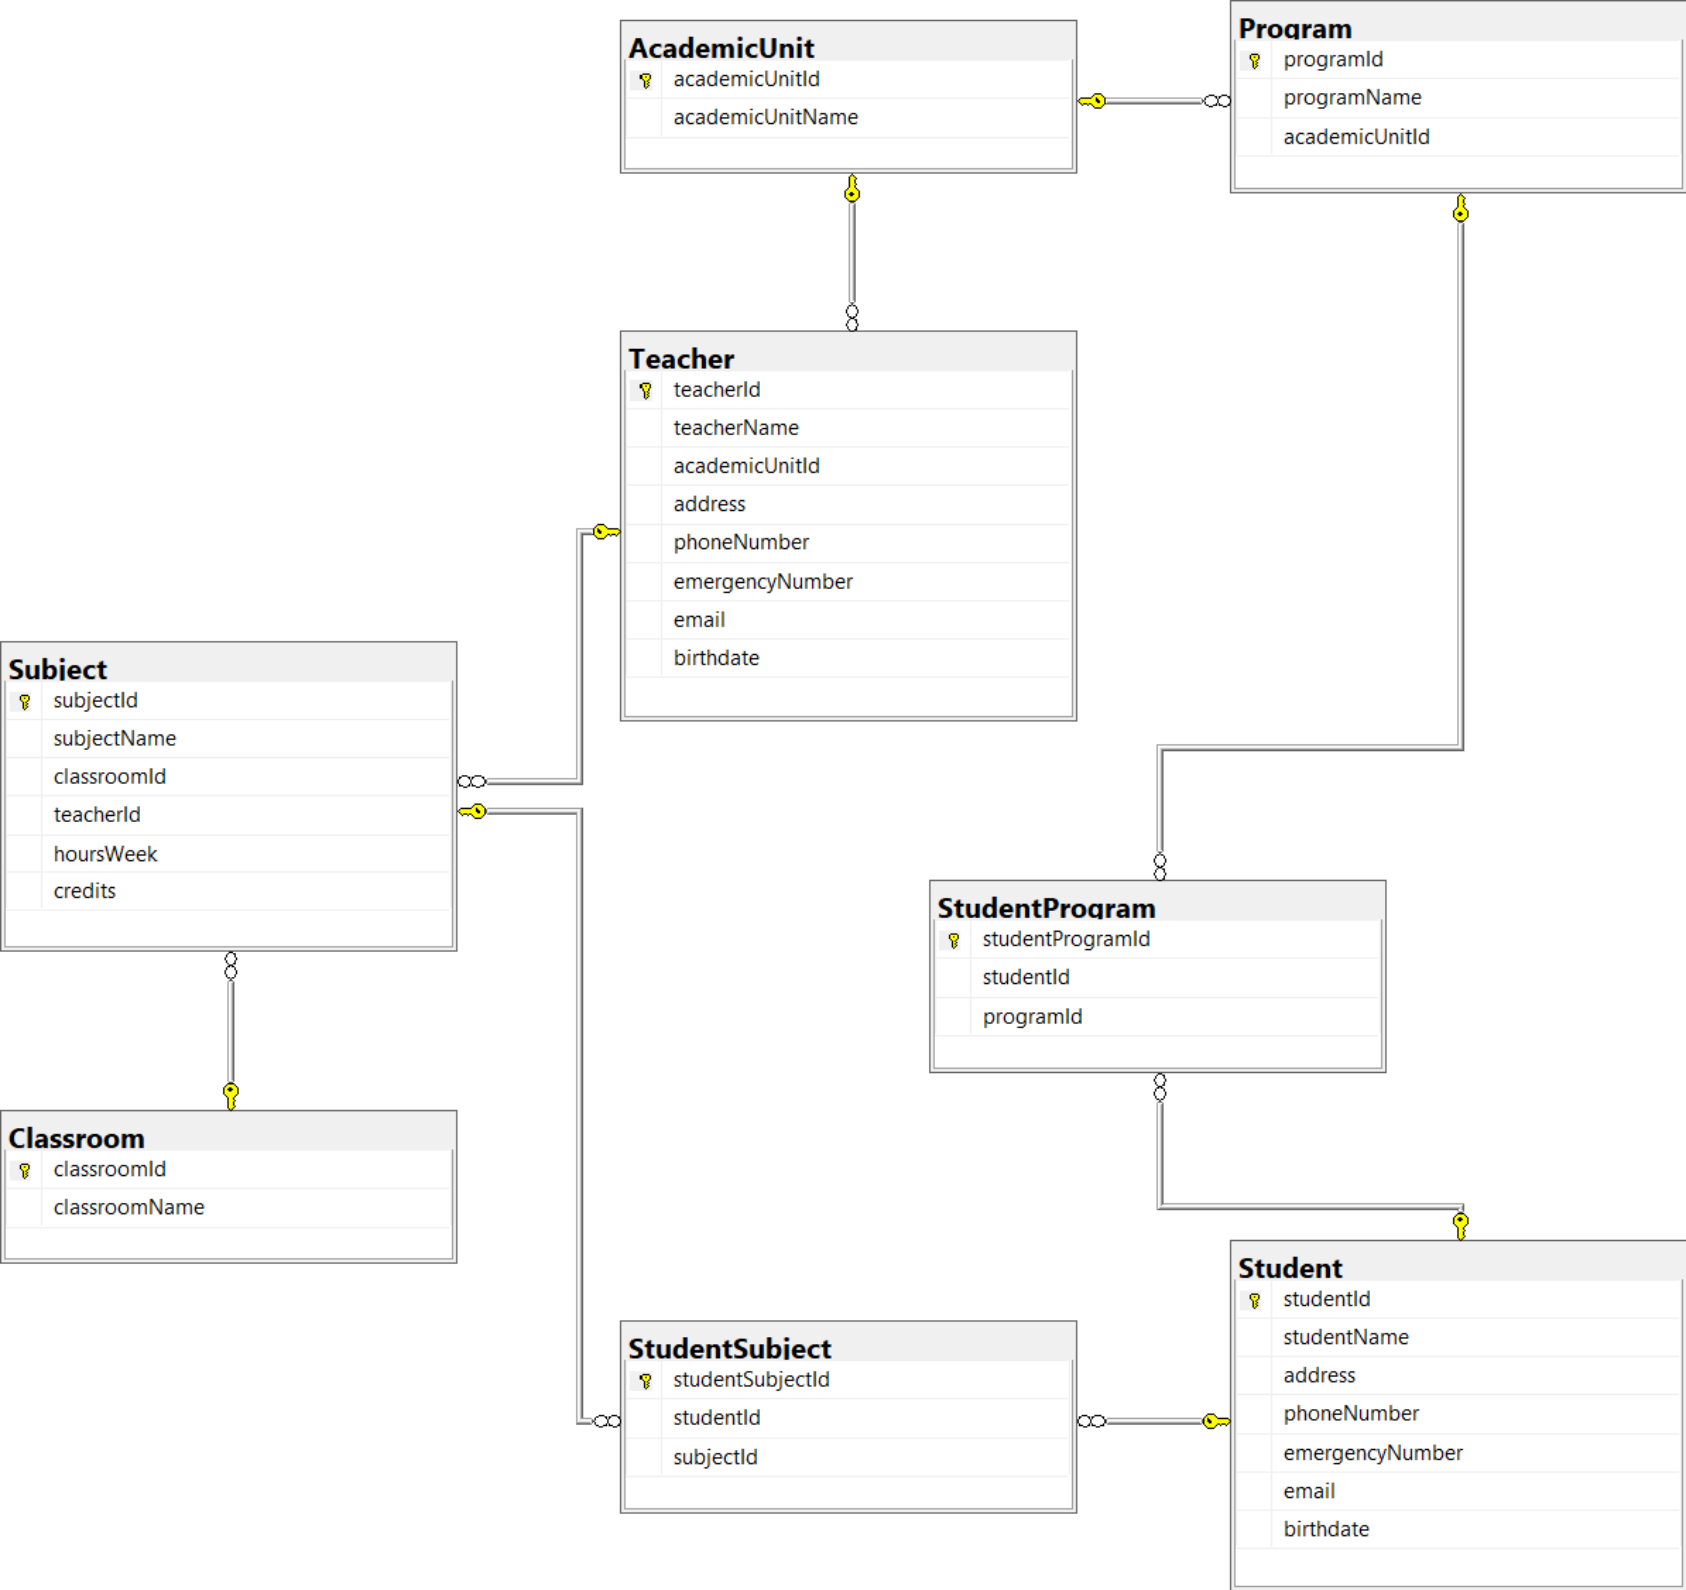 AcademicUnit
academicUnitId
academicUnitName
Program
programId
programName
academicUnitId
Teacher
teacherId
teacherName
academicUnitId
address
phoneNumber
emergencyNumber
email
birthdate
Subject
subjectId
subjectName
classroomId
teacherId
hoursWeek
credits
StudentProgram
studentProgramId
studentId
programId
Classroom
classroomId
classroomName
Student
studentId
studentName
address
phoneNumber
emergencyNumber
email
birthdate
StudentSubject
studentSubjectId
studentId
subjectId